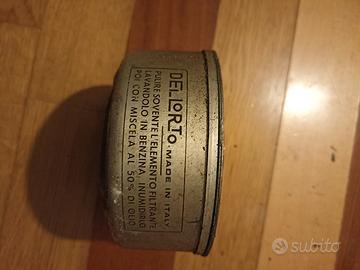 DELLORTO·MADE IN ITALY
PULIRE SOVENTE L'ELEMENTO FILTRANTE
LAVANDOLO IN BENZINA, INUMIDIRLO
POI CON MISCELA AL 50% DI OLIO
subito